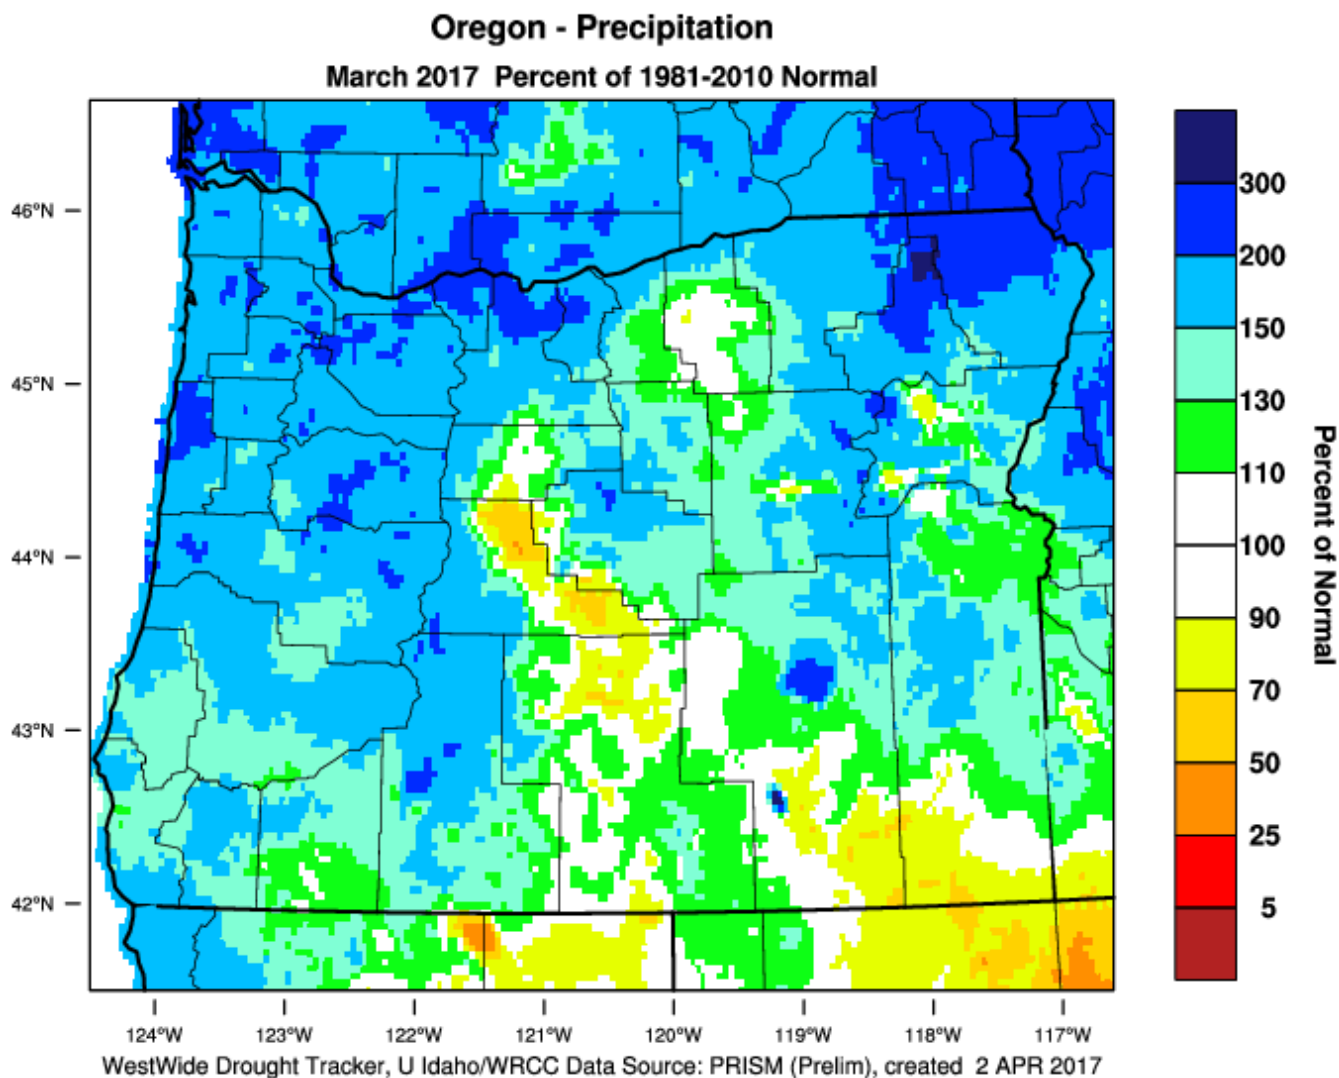 Oregon - Precipitation
March 2017 Percent of 1981-2010 Normal
300
200
150
130
110
100
90
70
50
25
5
Percent of Normal
46°N
45°N
44°N
43°N
42°N
124°W 123°W 122°W 121°W 120°W 119°W 118°W 117°W
WestWide Drought Tracker, U Idaho/WRCC Data Source: PRISM (Prelim), created 2 APR 2017